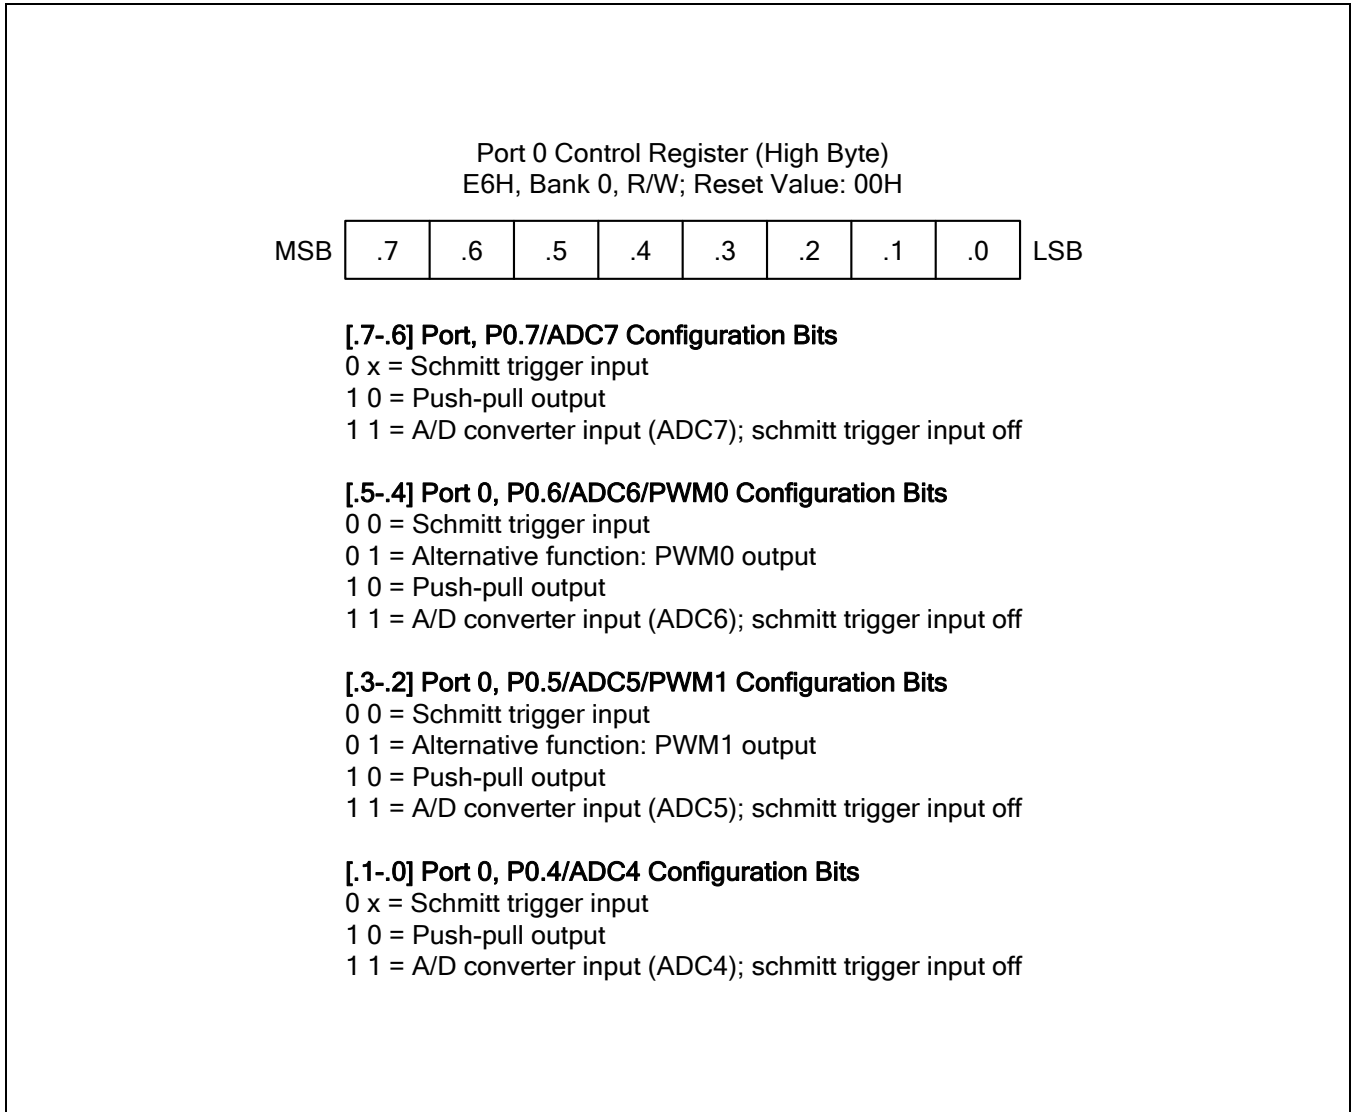 Port 0 Control Register (High Byte)
E6H, Bank 0, R/W; Reset Value: 00H
MSB .7 .6 .5 .4 .3 .2 .1 .0 LSB
[.7-.6] Port, P0.7/ADC7 Configuration Bits
0 x = Schmitt trigger input
1 0 = Push-pull output
1 1 = A/D converter input (ADC7); schmitt trigger input off
[.5-.4] Port 0, P0.6/ADC6/PWM0 Configuration Bits
0 0 = Schmitt trigger input
0 1 = Alternative function: PWM0 output
1 0 = Push-pull output
1 1 = A/D converter input (ADC6); schmitt trigger input off
[.3-.2] Port 0, P0.5/ADC5/PWM1 Configuration Bits
0 0 = Schmitt trigger input
0 1 = Alternative function: PWM1 output
1 0 = Push-pull output
1 1 = A/D converter input (ADC5); schmitt trigger input off
[.1-.0] Port 0, P0.4/ADC4 Configuration Bits
0 x = Schmitt trigger input
1 0 = Push-pull output
1 1 = A/D converter input (ADC4); schmitt trigger input off